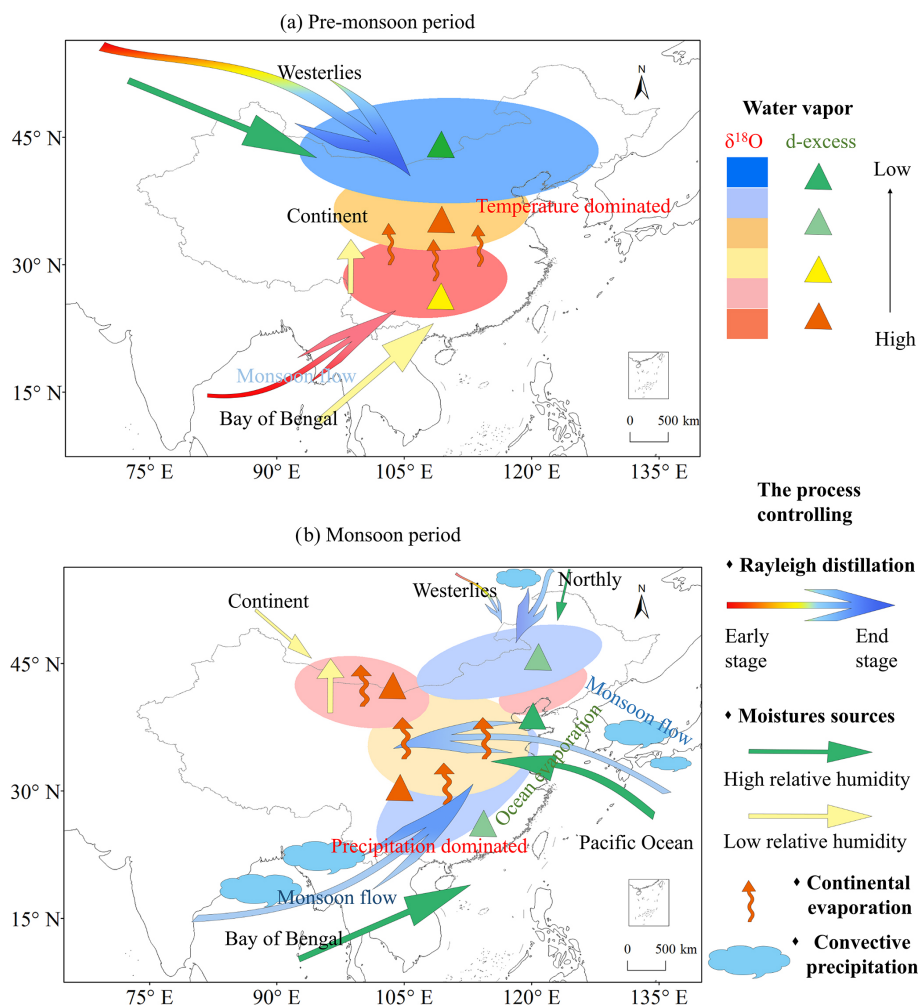 (a) Pre-monsoon period
Westerlies
N
45° N
Continent
Temperature dominated
30° N
Monsoon flow
15° N
Bay of Bengal
0 500 km
75° E 90° E 105° E 120° E 135° E
Water vapor
δ18O d-excess
Low
High
(b) Monsoon period
Continent
Westerlies
Northly
N
45° N
Monsoon flow
Ocean evaporation
30° N
Pacific Ocean
Precipitation dominated
Monsoon flow
15° N
Bay of Bengal
0 500 km
75° E 90° E 105° E 120° E 135° E
The process
controlling
♦ Rayleigh distillation
Early End
stage stage
♦ Moistures sources
High relative humidity
Low relative humidity
♦ Continental
evaporation
♦ Convective
precipitation